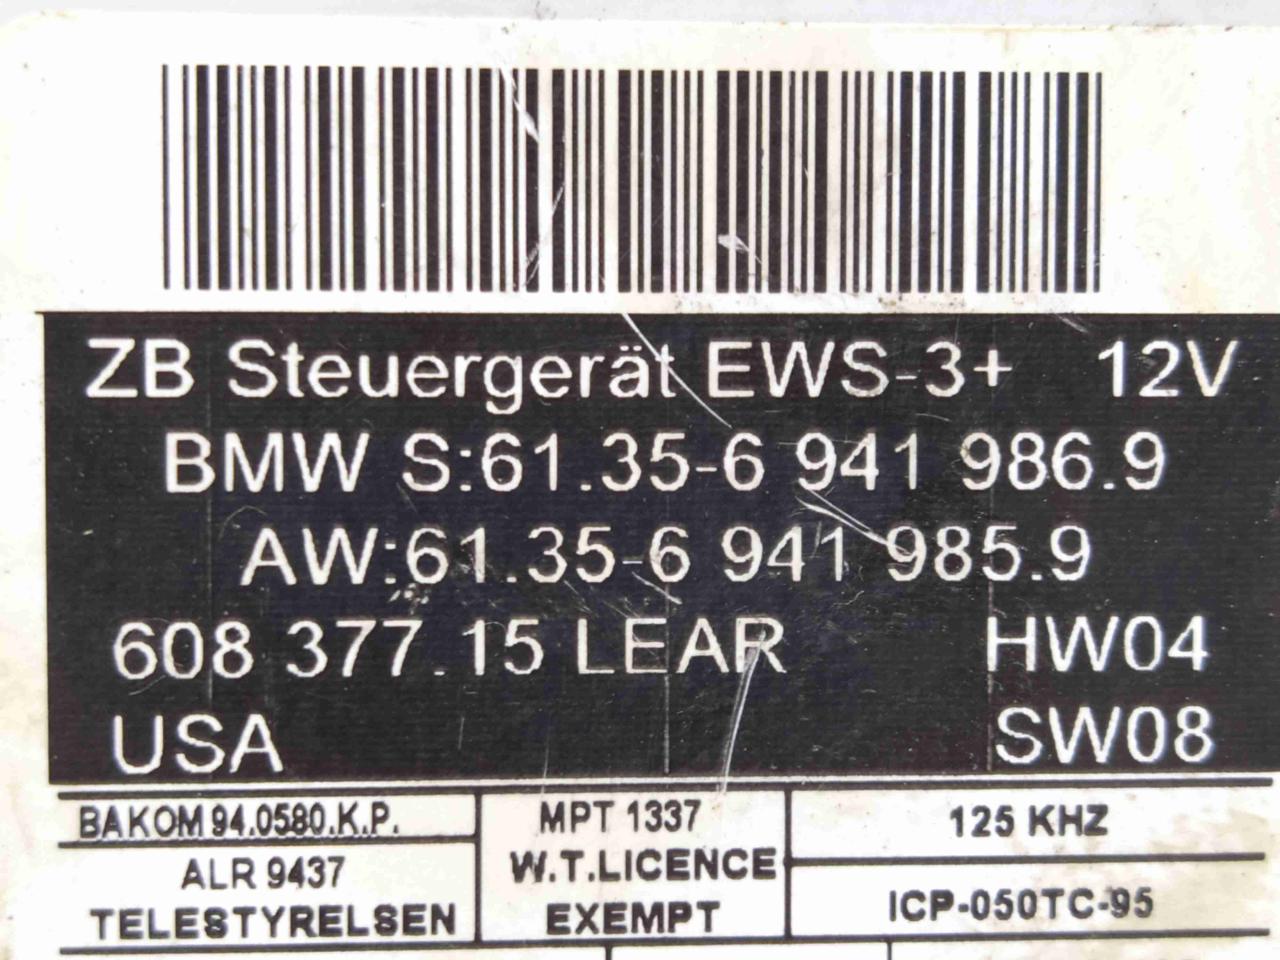 ZB Steuergerät EWS-3+ 12V
BMW S:61.35-6 941 986.9
AW:61.35-6 941 985.9
608 377.15 LEAR HW04
USA SW08
BAKOM 94.0580.K.P.
ALR 9437
TELESTYRELSEN
MPT 1337
W.T.LICENCE
EXEMPT
125 KHZ
ICP-050TC-95